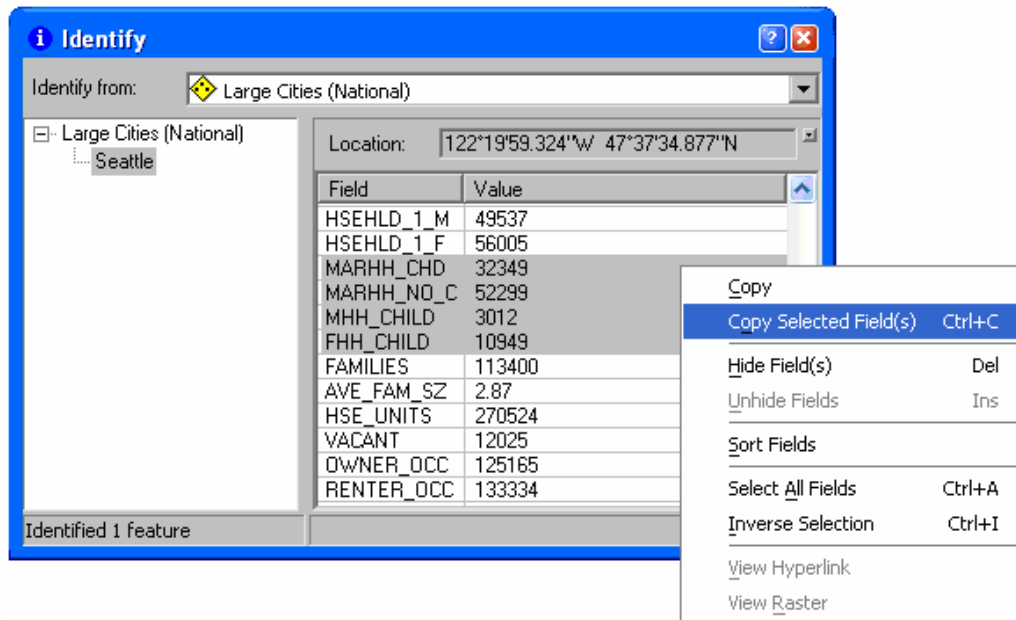 i Identify ?
Identify from: Large Cities (National)
Large Cities (National)
Seattle
Location: 122°19'59.324"W 47°37'34.877"N
Field Value
HSEHLD_1_M 49537
HSEHLD_1_F 56005
MARHH_CHD 32349
MARHH_NO_C 52299
MHH_CHILD 3012
FHH_CHILD 10949
FAMILIES 113400
AVE_FAM_SZ 2.87
HSE_UNITS 270524
VACANT 12025
OWNER_OCC 125165
RENTER_OCC 133334
Identified 1 feature
Copy
Copy Selected Field(s) Ctrl+C
Hide Field(s) Del
Unhide Fields Ins
Sort Fields
Select All Fields Ctrl+A
Inverse Selection Ctrl+I
View Hyperlink
View Raster